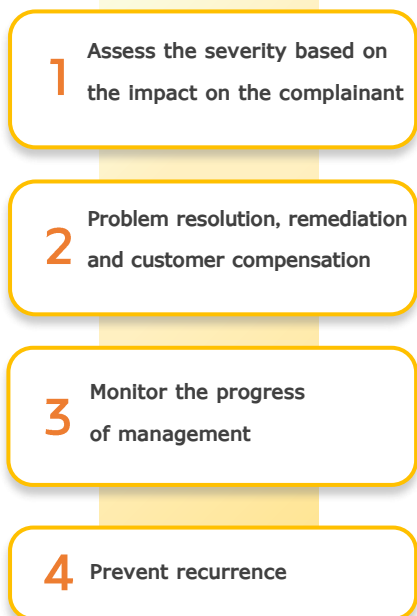 1
Assess the severity based on
the impact on the complainant
2
Problem resolution, remediation
and customer compensation
3
Monitor the progress
of management
4
Prevent recurrence